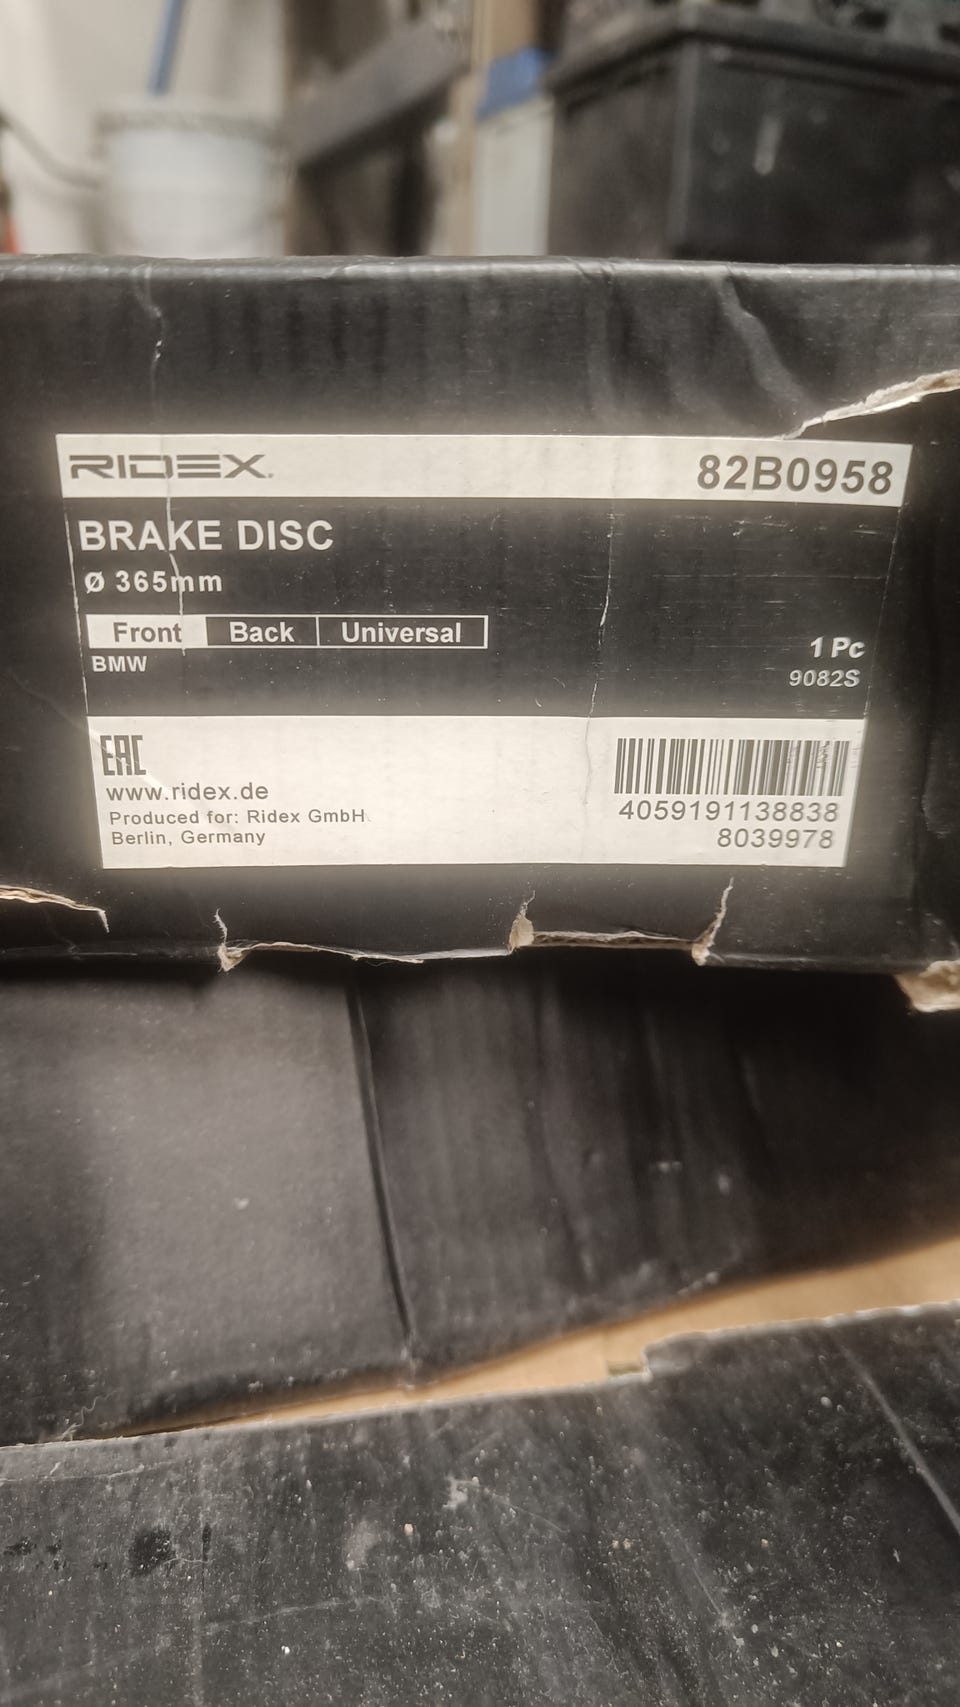 RIDEX.
82B0958
BRAKE DISC
Ø 365mm
Front Back Universal
BMW
1 Pc
9082S
EAC
www.ridex.de
Produced for: Ridex GmbH
Berlin, Germany
4059191138838
8039978